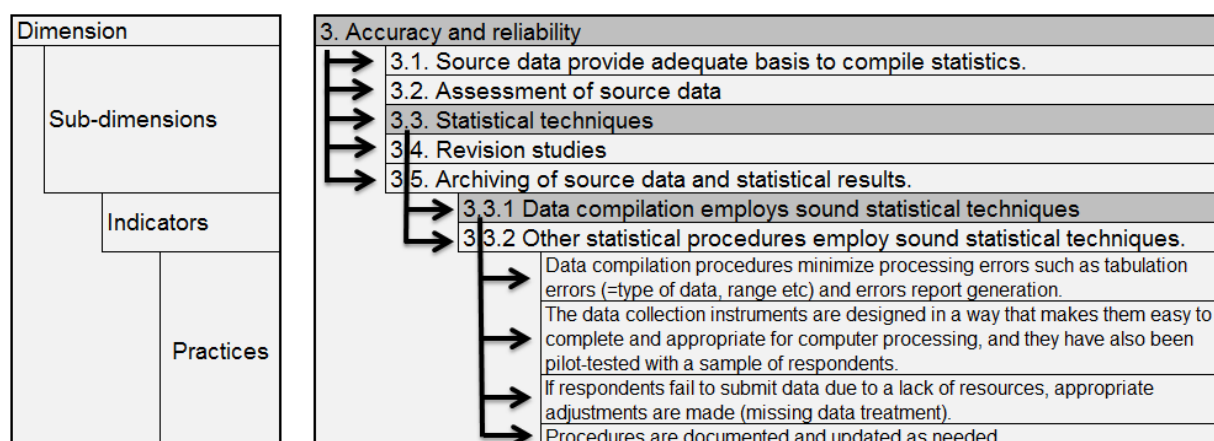 Dimension
Sub-dimensions
Indicators
Practices
3. Accuracy and reliability
3.1. Source data provide adequate basis to compile statistics.
3.2. Assessment of source data
3.3. Statistical techniques
3.4. Revision studies
3.5. Archiving of source data and statistical results.
3.3.1 Data compilation employs sound statistical techniques
3.3.2 Other statistical procedures employ sound statistical techniques.
Data compilation procedures minimize processing errors such as tabulation
errors (=type of data, range etc) and errors report generation.
The data collection instruments are designed in a way that makes them easy to
complete and appropriate for computer processing, and they have also been
pilot-tested with a sample of respondents.
If respondents fail to submit data due to a lack of resources, appropriate
adjustments are made (missing data treatment).
Procedures are documented and updated as needed